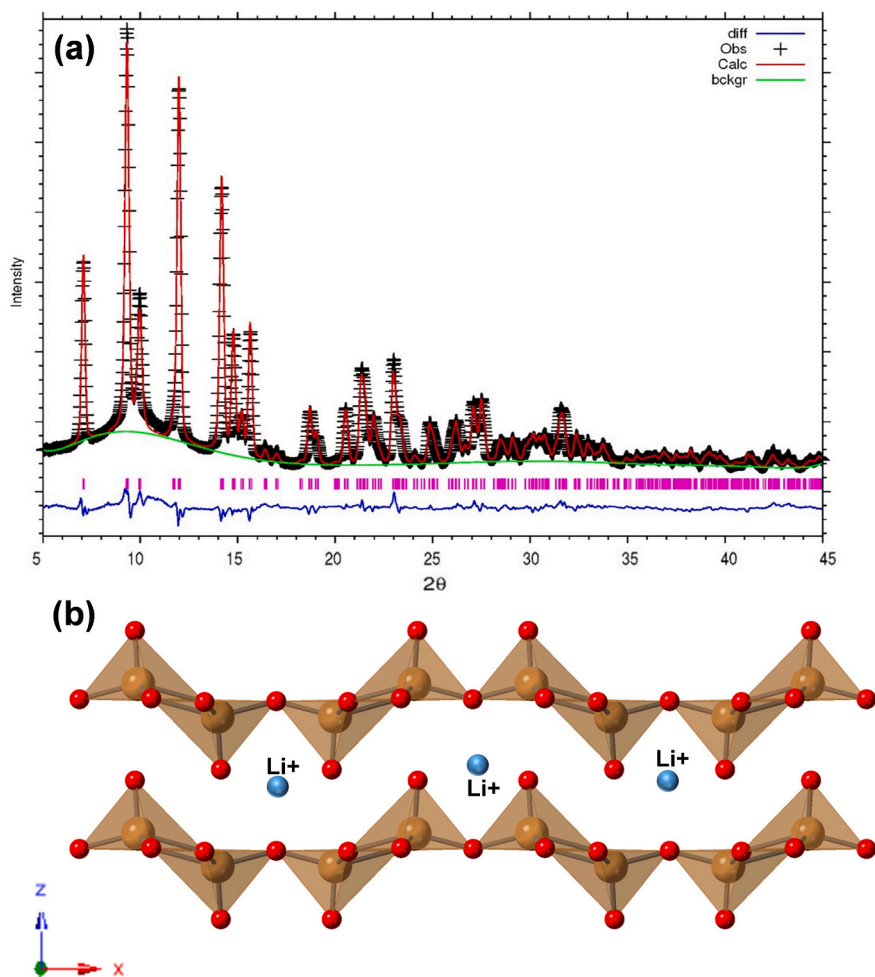 (a)
diff
Obs
Calc
bckgr
Intensity
5 10 15 20 25 30 35 40 45
2θ
(b)
Li+
Li+
Li+
z
x